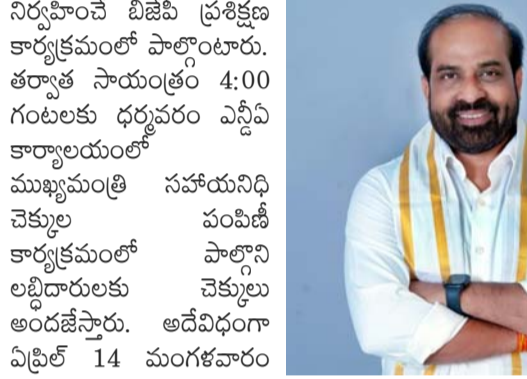 నిర్వహించే బిజెపి ప్రశిక్షణ
కార్యక్రమంలో పాల్గొంటారు.
తర్వాత సాయంత్రం 4:00
గంటలకు ధర్మవరం ఎన్డీఏ
కార్యాలయంలో
ముఖ్యమంత్రి సహాయనిధి
చెక్కుల పంపిణీ
కార్యక్రమంలో పాల్గొని
లబ్ధిదారులకు చెక్కులు
అందజేస్తారు. అదేవిధంగా
ఏప్రిల్ 14 మంగళవారం